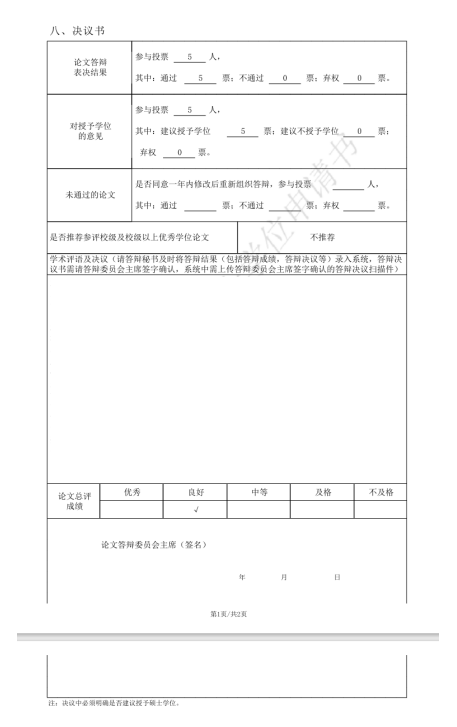 八、决议书
论文答辩
表决结果
参与投票 5 人，
其中：通过 5 票；不通过 0 票；弃权 0 票。
对授予学位
的意见
参与投票 5 人，
其中：建议授予学位 5 票；建议不授予学位 0 票；
弃权 0 票。
未通过的论文
是否同意一年内修改后重新组织答辩，参与投票 人，
其中：通过 票；不通过 票；弃权 票。
是否推荐参评校级及校级以上优秀学位论文 不推荐
学术评语及决议（请答辩秘书及时将答辩结果（包括答辩成绩，答辩决议等）录入系统，答辩决
议书需请答辩委员会主席签字确认，系统中需上传答辩委员会主席签字确认的答辩决议扫描件）
论文总评
成绩
优秀 良好 中等 及格 不及格
√
论文答辩委员会主席（签名）
年 月 日
第1页/共2页
注：决议中必须明确是否建议授予硕士学位。
学位申请书